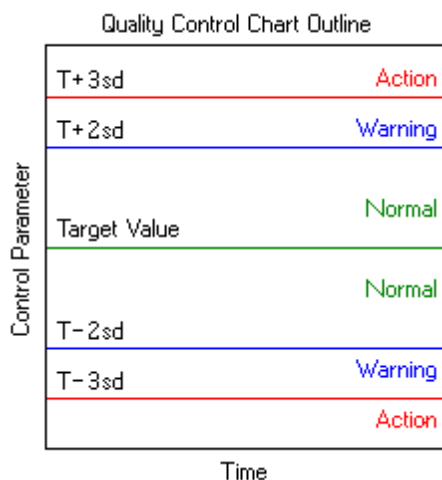 Quality Control Chart Outline
T+3sd Action
T+2sd Warning
Normal
Target Value
Normal
T-2sd
Warning
T-3sd
Action
Control Parameter
Time